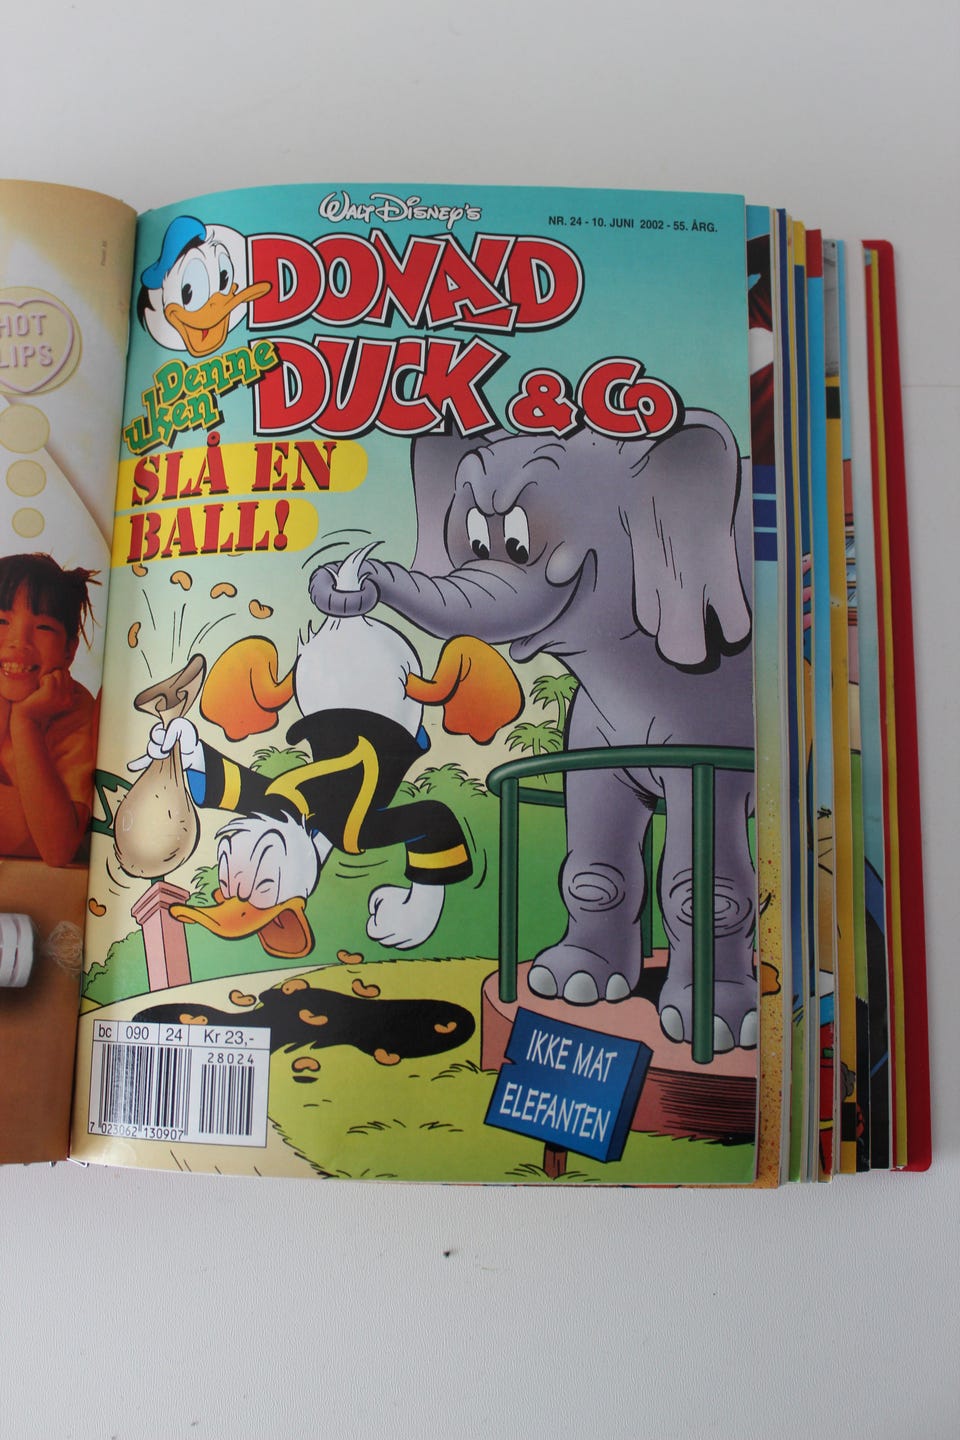 HOT
LIPS
Walt Disney's
NR. 24 - 10. JUNI 2002 - 55. ÅRG.
DONALD
DUCK & Co
Denne
uken
SLÅ EN
BALL!
bc 090 24 Kr 23,-
28024
7 023062 130907
IKKE MAT
ELEFANTEN